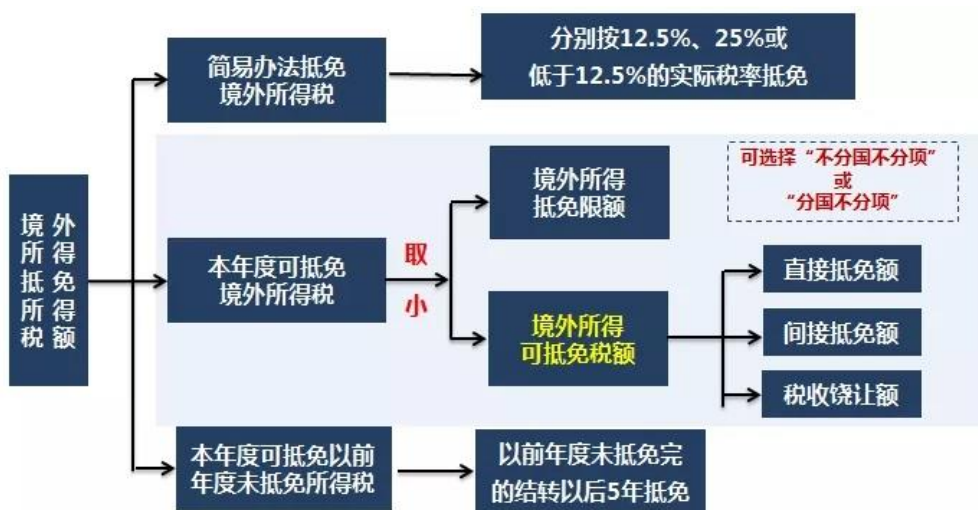 境外
所得
抵免
所得
税额
简易办法抵免
境外所得税
分别按12.5%、25%或
低于12.5%的实际税率抵免
本年度可抵免
境外所得税
取
小
境外所得
抵免限额
可选择“不分国不分项”
或
“分国不分项”
境外所得
可抵免税额
直接抵免额
间接抵免额
税收饶让额
本年度可抵免以前
年度未抵免所得税
以前年度未抵免完
的结转以后5年抵免